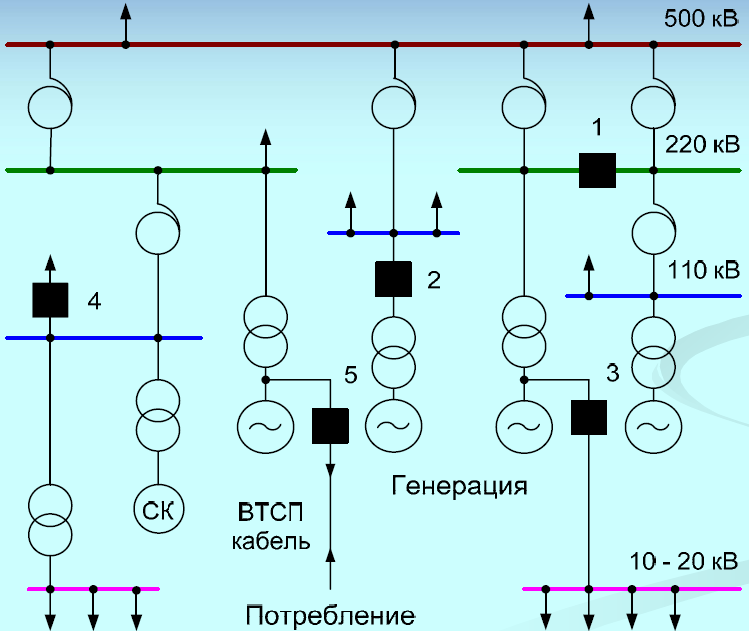 500 кВ
1
220 кВ
110 кВ
2
4
5
3
Генерация
СК
ВТСП
кабель
10 - 20 кВ
Потребление